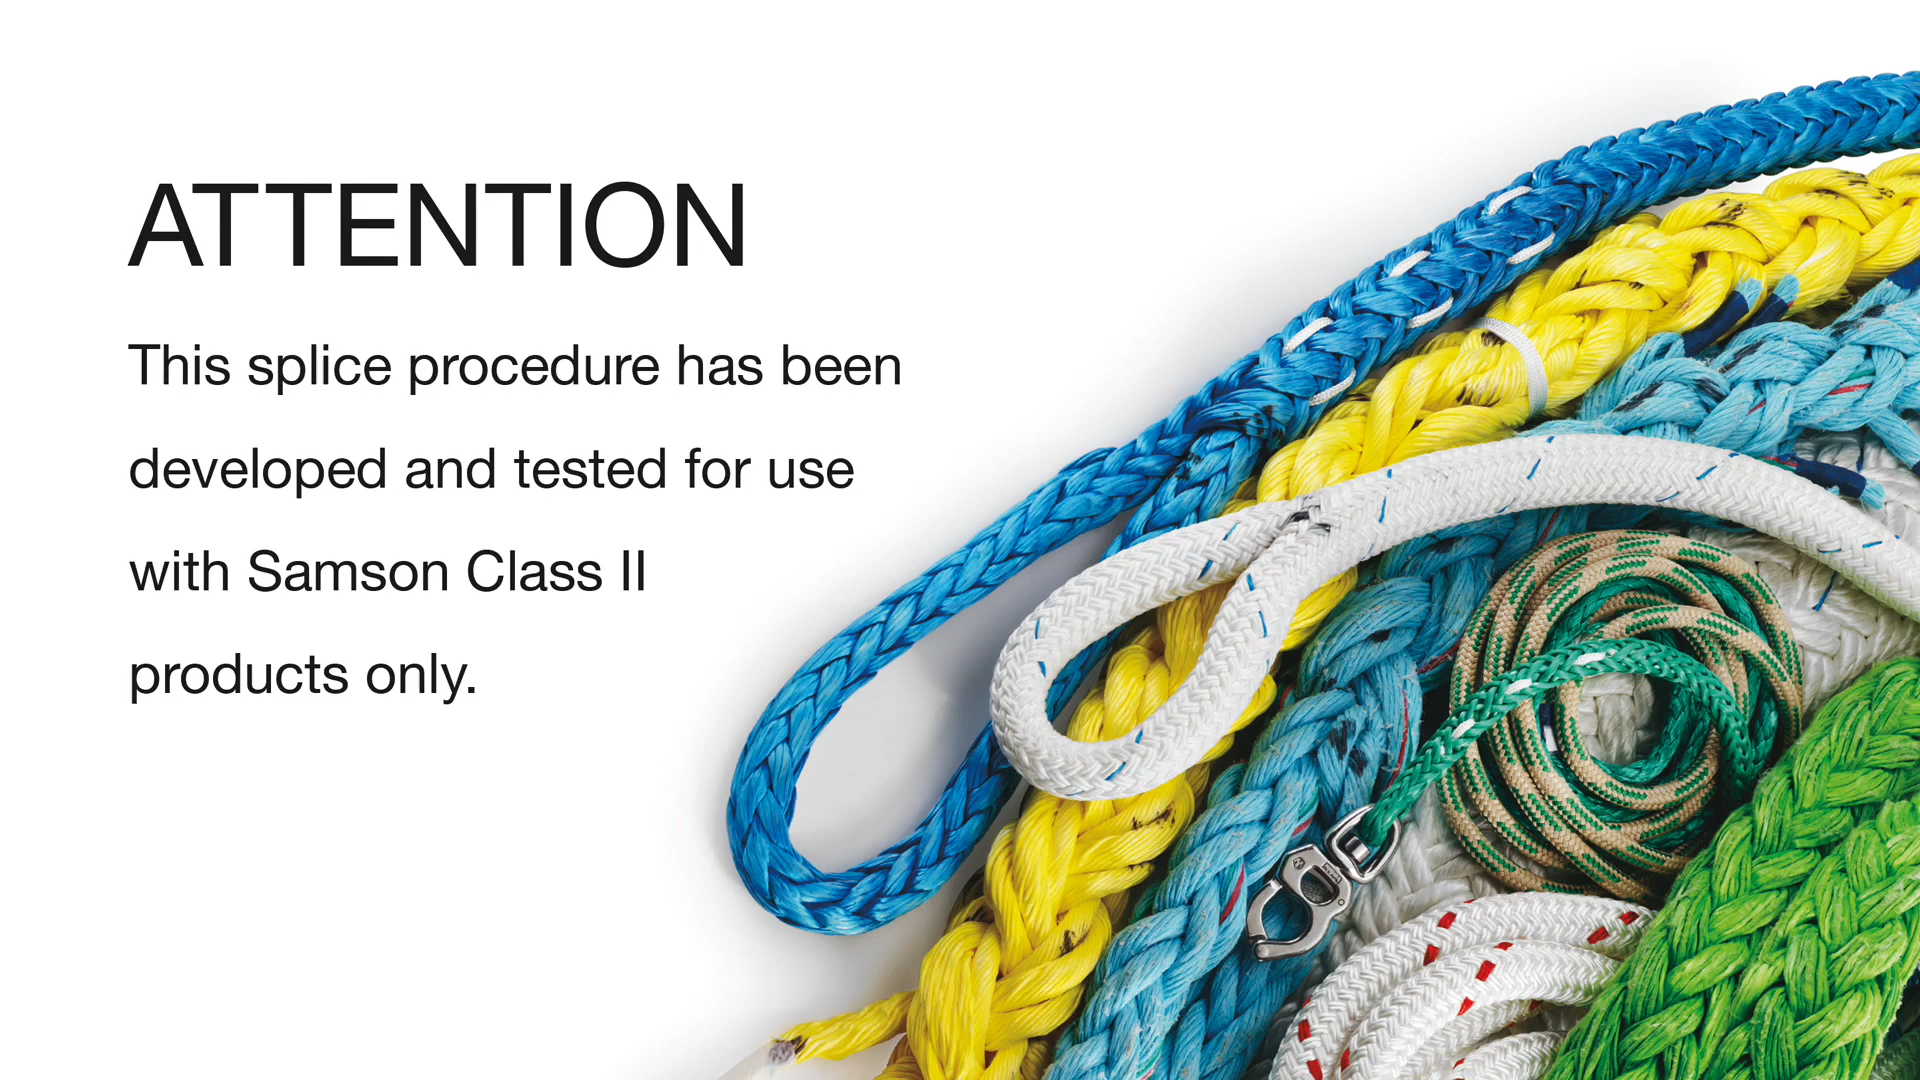 ATTENTION
This splice procedure has been
developed and tested for use
with Samson Class II
products only.